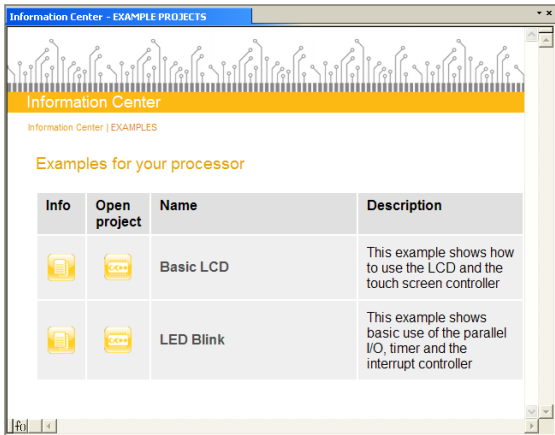 Information Center - EXAMPLE PROJECTS
Information Center
Information Center | EXAMPLES
Examples for your processor
Info
Open
project
Name
Description
Basic LCD
This example shows how
to use the LCD and the
touch screen controller
LED Blink
This example shows
basic use of the parallel
I/O, timer and the
interrupt controller